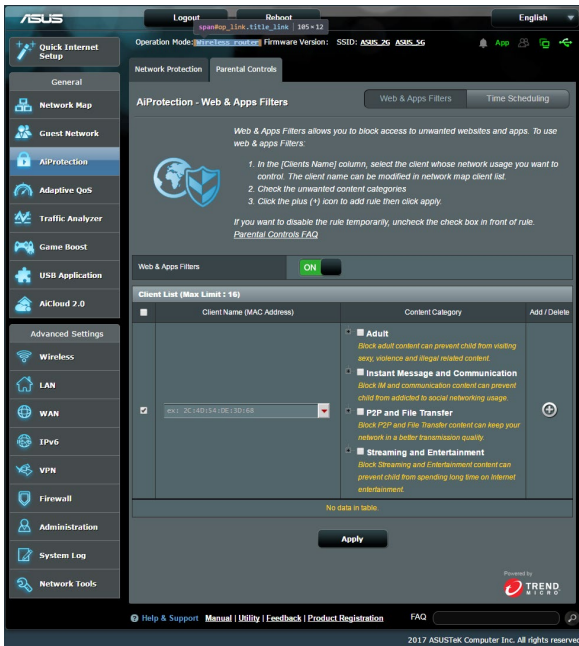 ASUS
Logout
Reboot
English
span#op_link.title_link | 105×12
Quick Internet
Setup
Operation Mode: Wireless router Firmware Version: SSID: ASUS_2G ASUS_5G
App
General
Network Map
Guest Network
AiProtection
Adaptive QoS
Traffic Analyzer
Game Boost
USB Application
AiCloud 2.0
Advanced Settings
Wireless
LAN
WAN
IPv6
VPN
Firewall
Administration
System Log
Network Tools
Network Protection
Parental Controls
AiProtection - Web & Apps Filters
Web & Apps Filters
Time Scheduling
Web & Apps Filters allows you to block access to unwanted websites and apps. To use
web & apps Filters:
1. In the [Clients Name] column, select the client whose network usage you want to
control. The client name can be modified in network map client list.
2. Check the unwanted content categories
3. Click the plus (+) icon to add rule then click apply.
If you want to disable the rule temporarily, uncheck the check box in front of rule.
Parental Controls FAQ
Web & Apps Filters
ON
Client List (Max Limit : 16)
Client Name (MAC Address)
Content Category
Add / Delete
ex: 2C:4D:54:DE:3D:68
Adult
Block adult content can prevent child from visiting
sexy, violence and illegal related content.
Instant Message and Communication
Block IM and communication content can prevent
child from addicted to social networking usage.
P2P and File Transfer
Block P2P and File Transfer content can keep your
network in a better transmission quality.
Streaming and Entertainment
Block Streaming and Entertainment content can
prevent child from spending long time on Internet
entertainment.
No data in table.
Apply
Powered by
TREND
MICRO
Help & Support Manual | Utility | Feedback | Product Registration
FAQ
2017 ASUSTeK Computer Inc. All rights reserved